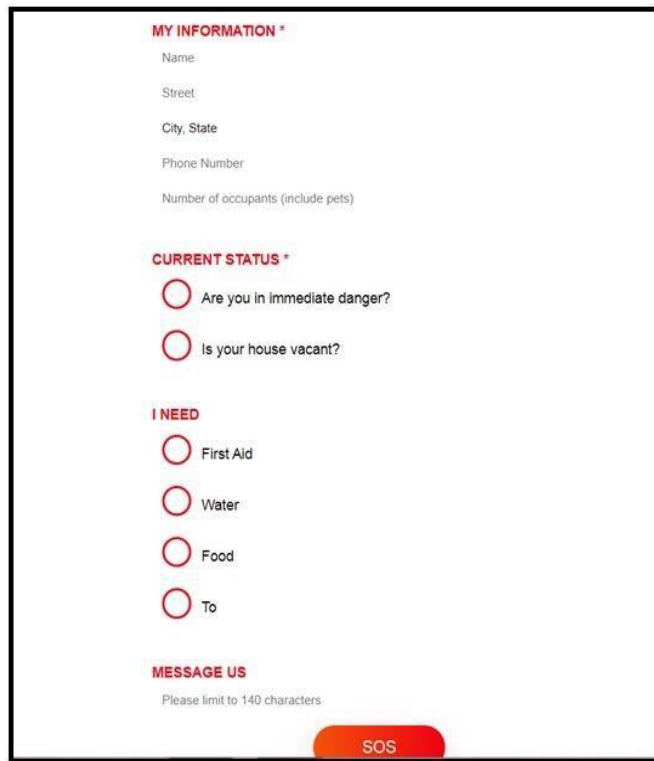 MY INFORMATION *
Name
Street
City, State
Phone Number
Number of occupants (include pets)
CURRENT STATUS *
Are you in immediate danger?
Is your house vacant?
I NEED
First Aid
Water
Food
To
MESSAGE US
Please limit to 140 characters
SOS